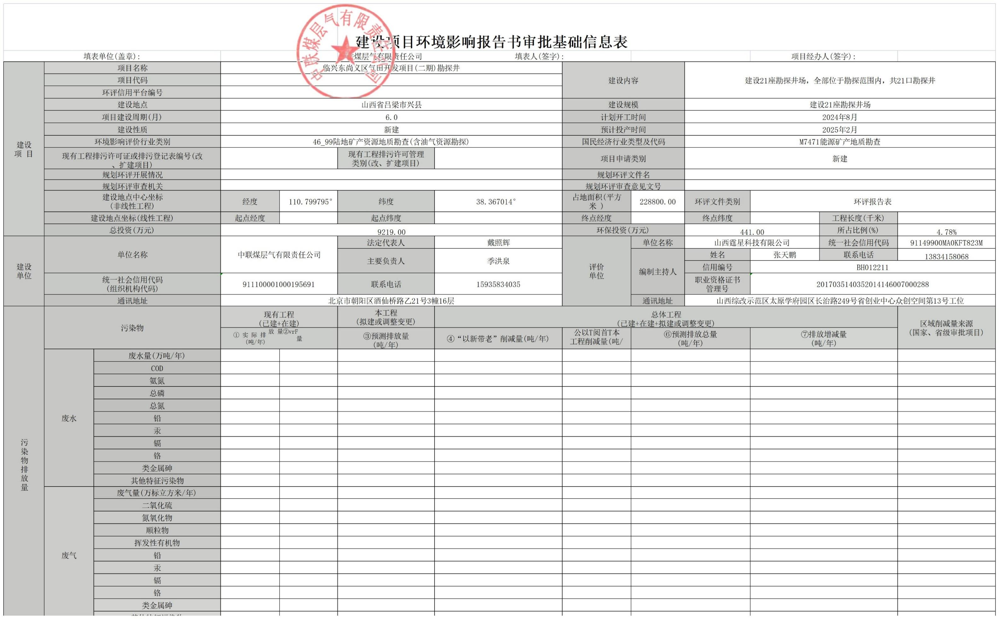 中联煤层气有限责任公司
建设项目环境影响报告书审批基础信息表
填表单位(盖章): 煤层气有限责任公司 填表人(签字): 项目经办人(签字):
建设
项 目
项目名称 临兴东尚义区气田开发项目(二期)勘探井
项目代码
环评信用平台编号
建设内容 建设21座勘探井场，全部位于勘探范围内，共21口勘探井
建设地点 山西省吕梁市兴县 建设规模 建设21座勘探井场
项目建设周期(月) 6.0 计划开工时间 2024年8月
建设性质 新建 预计投产时间 2025年2月
环境影响评价行业类别 46_99陆地矿产资源地质勘查(含油气资源勘探) 国民经济行业类型及代码 M7471能源矿产地质勘查
现有工程排污许可证或排污登记表编号(改
、扩建项目)
现有工程排污许可管理
类别(改、扩建项目)
项目申请类别 新建
规划环评开展情况 规划环评文件名
规划环评审查机关 规划环评审查意见文号
建设地点中心坐标
(非线性工程)
经度 110.799795° 纬度 38.367014°
占地面积(平方
米 )
228800.00 环评文件类别 环评报告表
建设地点坐标(线性工程) 起点经度 起点纬度 终点经度 终点纬度 工程长度(千米)
总投资(万元) 9219.00 环保投资(万元) 441.00 所占比例(%) 4.78%
建设
单位
单位名称 中联煤层气有限责任公司
法定代表人 戴照辉
主要负责人 季洪泉
评价
单位
单位名称 山西霆星科技有限公司 统一社会信用代码 91149900MA0KFT823M
编制主持人
姓名 张天鹏 联系电话 13834158068
信用编号 BH012211
统一社会信用代码
(组织机构代码)
911100001000195691 联系电话 15935834035
职业资格证书
管理号
2017035140352014146007000288
通讯地址 北京市朝阳区酒仙桥路乙21号3幢16层 通讯地址 山西综改示范区太原学府园区长治路249号省创业中心众创空间第13号工位
污染物排放量
污染物
现有工程
(已建+在建)
本工程
(拟建或调整变更)
总体工程
(已建+在建+拟建或调整变更)
区域削减量来源
(国家、省级审批项目)
① 实 际 排
(吨/年)
放 量②vrF
量
③预测排放量
(吨/年)
④“以新带老”削减量(吨/年)
公以T阅首T本
工程削减量(吨/
⑥预测排放总量
(吨/年)
⑦排放增减量
(吨/年)
废水
废水量(万吨/年)
COD
氨氮
总磷
总氮
铅
汞
镉
铬
类金属砷
其他特征污染物
废气
废气量(万标立方米/年)
二氧化硫
氮氧化物
顺粒物
挥发性有机物
铅
汞
镉
铬
类金属砷